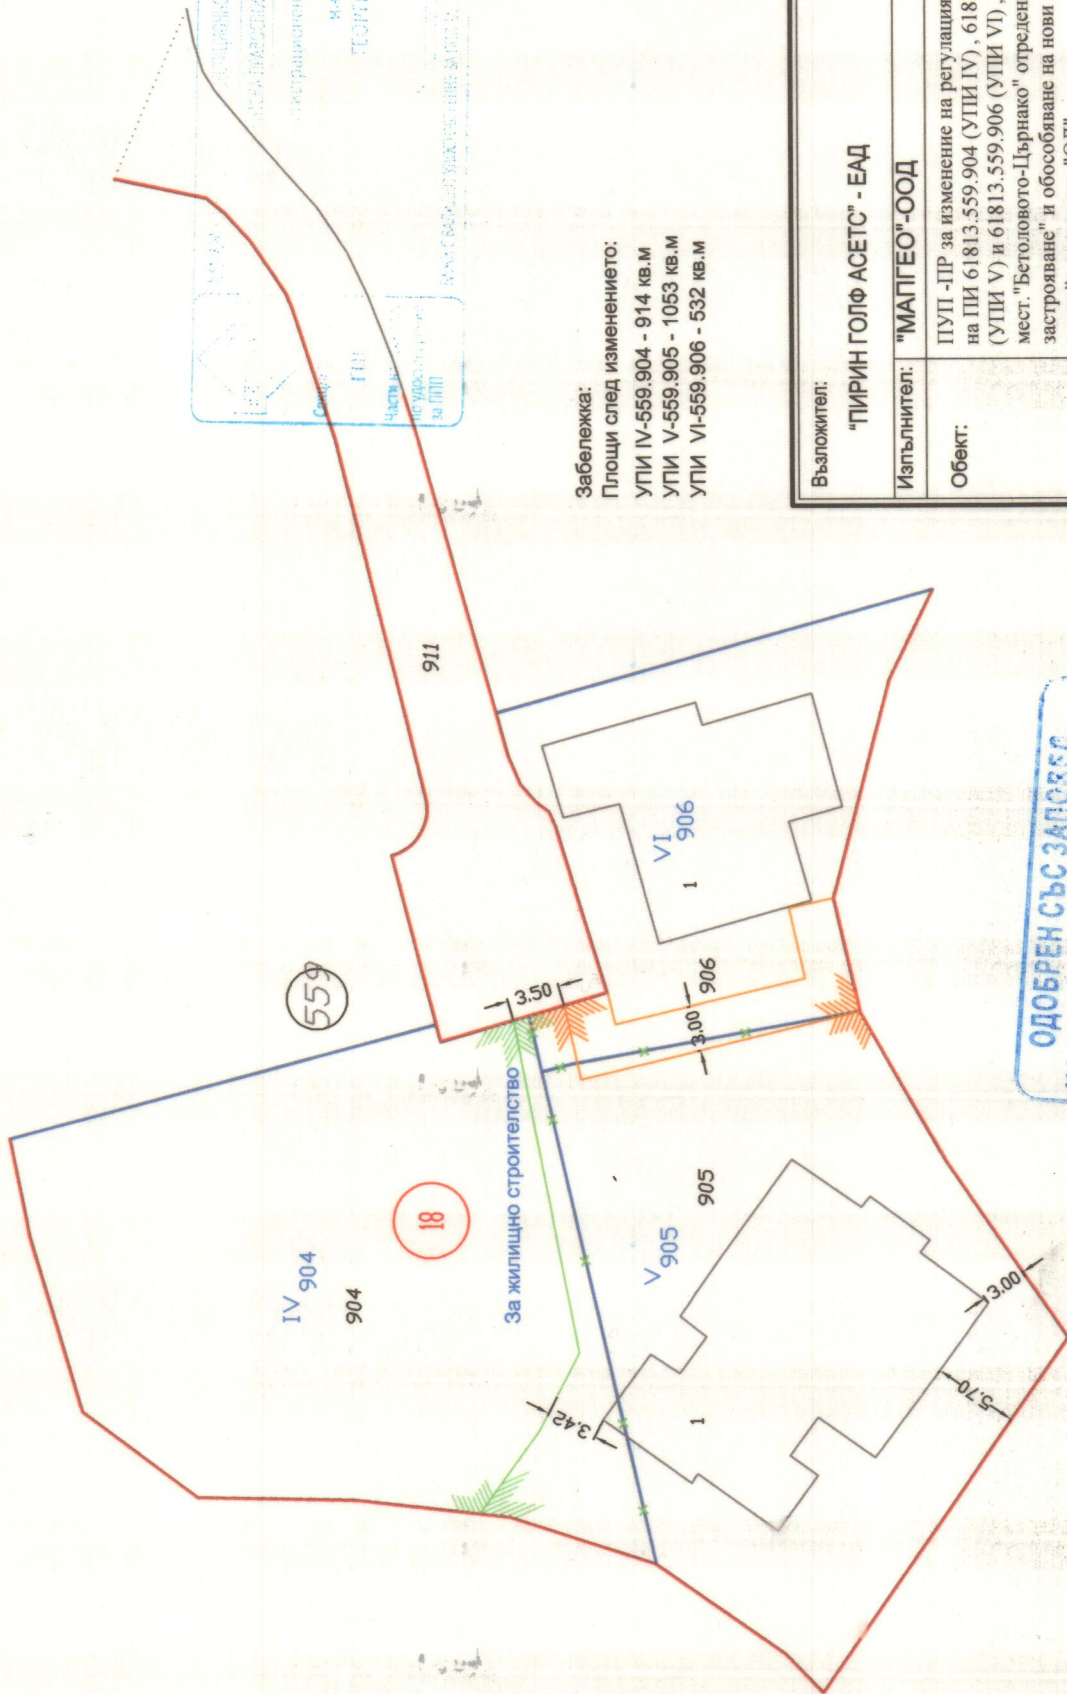 559
911
IV 904
904
18
За жилищно строителство
3.50
3.42
V 905
905
1
3.00
VI 906
1
906
5.70
3.00
Забележка:
Площи след изменението:
УПИ IV-559.904 - 914 кв.м
УПИ V-559.905 - 1053 кв.м
УПИ VI-559.906 - 532 кв.м
Възложител:
"ПИРИН ГОЛФ АСЕТС" - ЕАД
Изпълнител: "МАПГЕО"-ООД
Обект:
ПУП -ПР за изменение на регулация
на ПИ 61813.559.904 (УПИ IV) , 618
(УПИ V) и 61813.559.906 (УПИ VI) ,
мест."Бетоловото-Църнако" отреден
застрояване" и обособяване на нови
ОДОБРЕН СЪС ЗАПОВЕД
за ППП